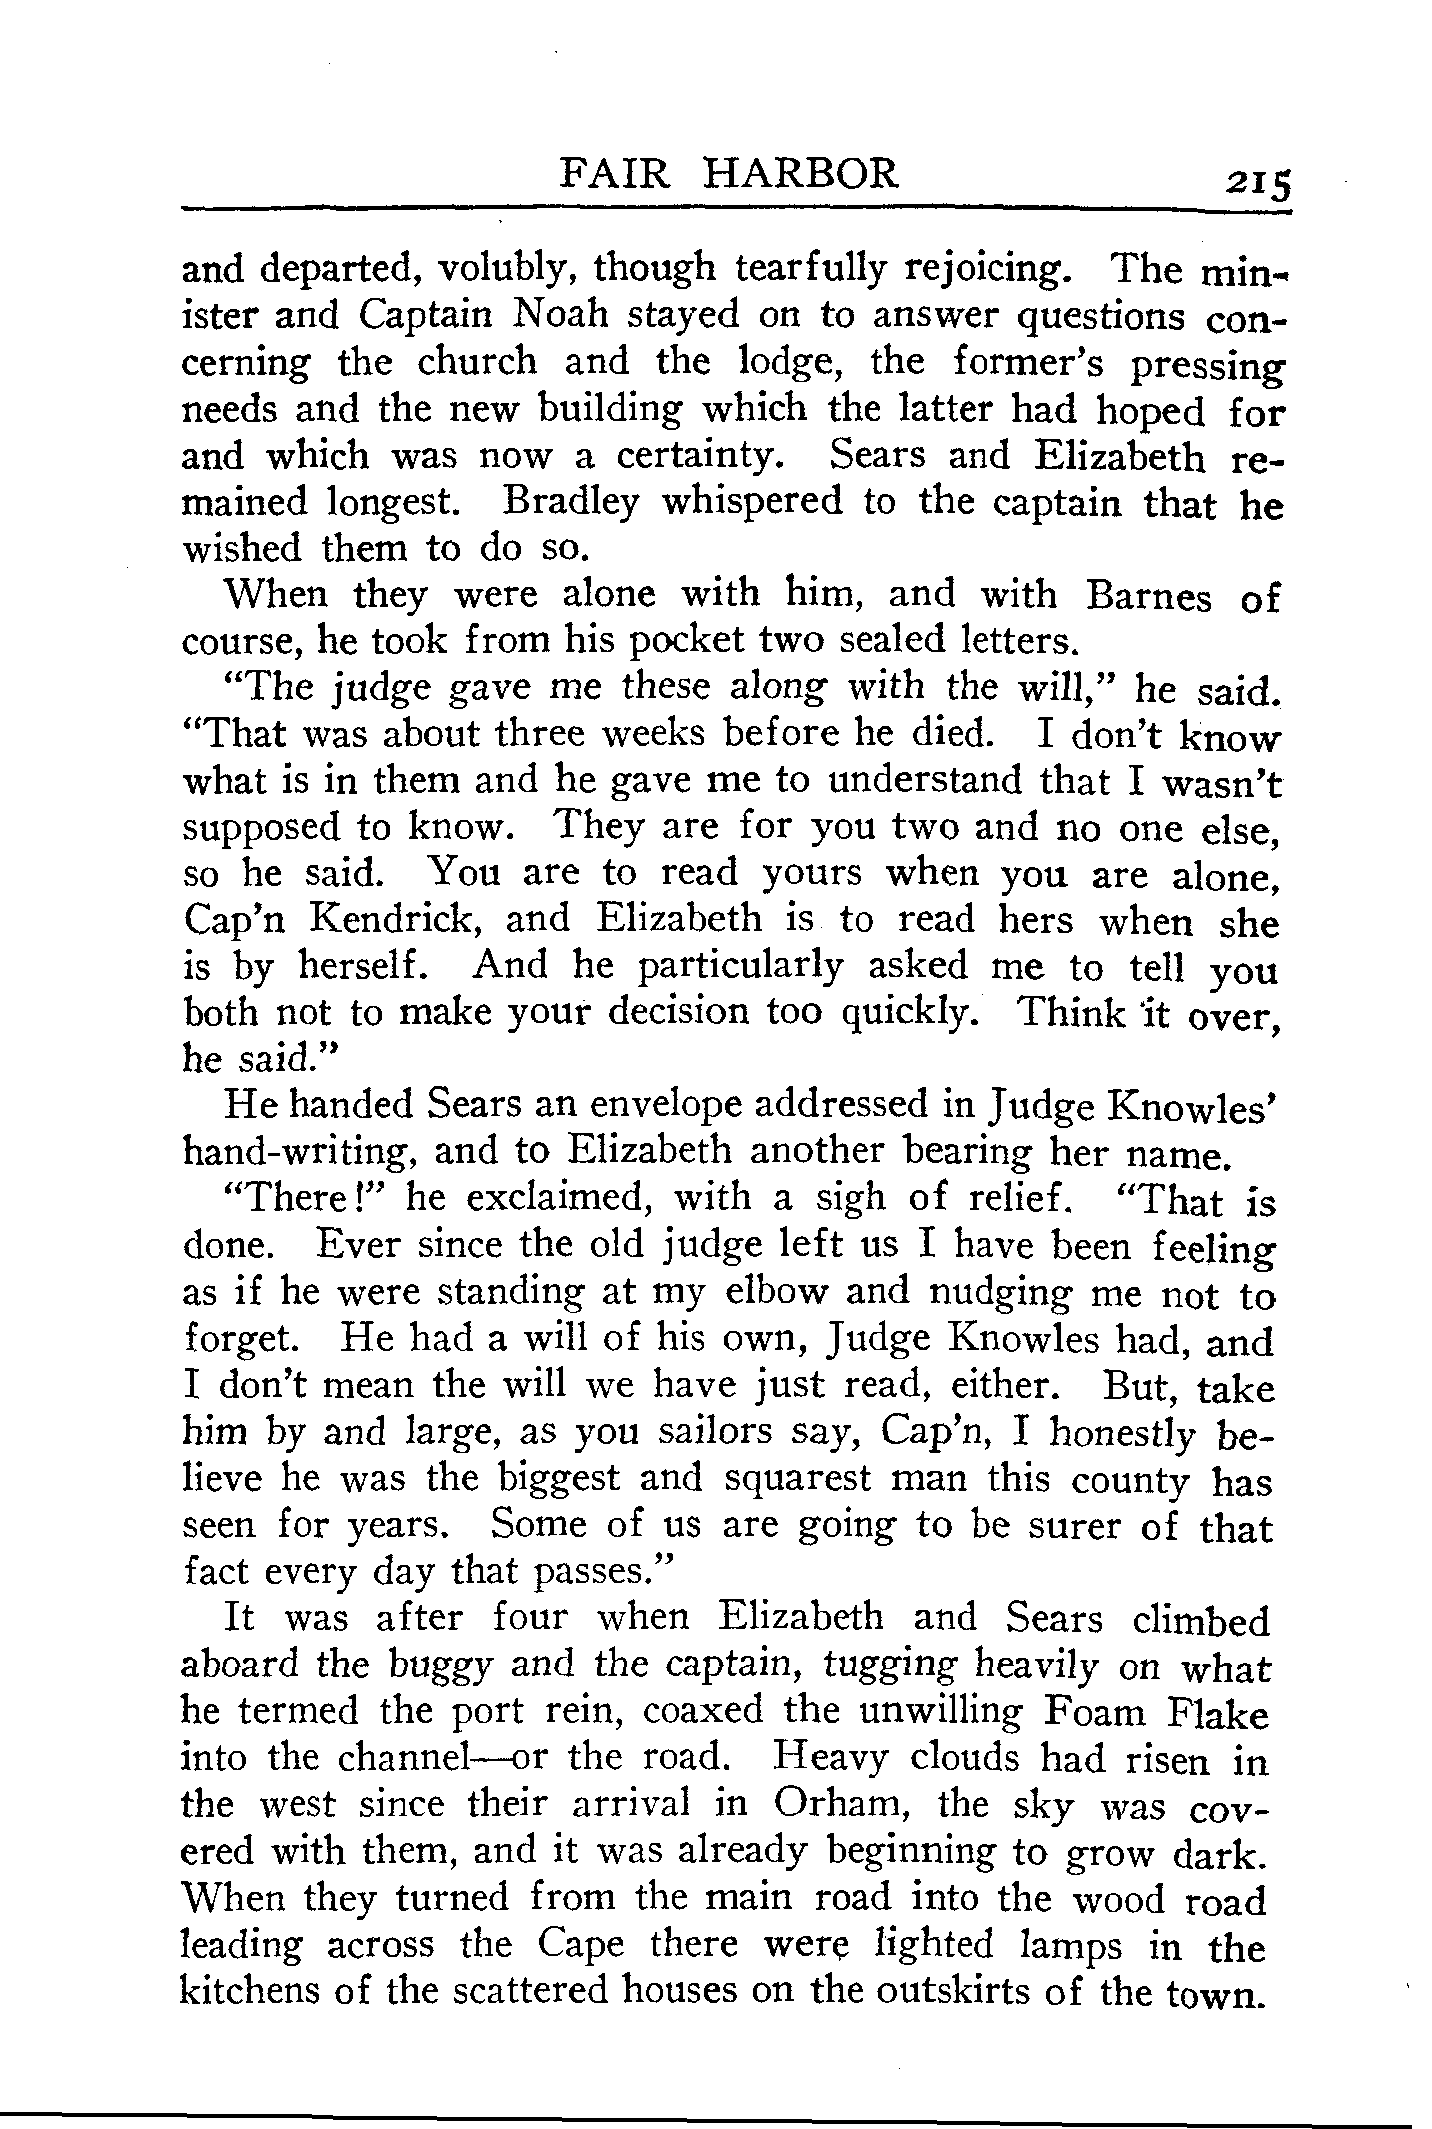 FAIR HARBOR 215
and departed, volubly, though tearfully rejoicing. The min-
ister and Captain Noah stayed on to answer questions con-
cerning the church and the lodge, the former's pressing
needs and the new building which the latter had hoped for
and which was now a certainty. Sears and Elizabeth re-
mained longest. Bradley whispered to the captain that he
wished them to do so.
When they were alone with him, and with Barnes of
course, he took from his pocket two sealed letters.
“The judge gave me these along with the will,” he said.
“That was about three weeks before he died. I don't know
what is in them and he gave me to understand that I wasn't
supposed to know. They are for you two and no one else,
so he said. You are to read yours when you are alone,
Cap'n Kendrick, and Elizabeth is to read hers when she
is by herself. And he particularly asked me to tell you
both not to make your decision too quickly. Think it over,
he said.”
He handed Sears an envelope addressed in Judge Knowles'
hand-writing, and to Elizabeth another bearing her name.
“There!” he exclaimed, with a sigh of relief. “That is
done. Ever since the old judge left us I have been feeling
as if he were standing at my elbow and nudging me not to
forget. He had a will of his own, Judge Knowles had, and
I don't mean the will we have just read, either. But, take
him by and large, as you sailors say, Cap'n, I honestly be-
lieve he was the biggest and squarest man this county has
seen for years. Some of us are going to be surer of that
fact every day that passes.”
It was after four when Elizabeth and Sears climbed
aboard the buggy and the captain, tugging heavily on what
he termed the port rein, coaxed the unwilling Foam Flake
into the channel—or the road. Heavy clouds had risen in
the west since their arrival in Orham, the sky was cov-
ered with them, and it was already beginning to grow dark.
When they turned from the main road into the wood road
leading across the Cape there were lighted lamps in the
kitchens of the scattered houses on the outskirts of the town.